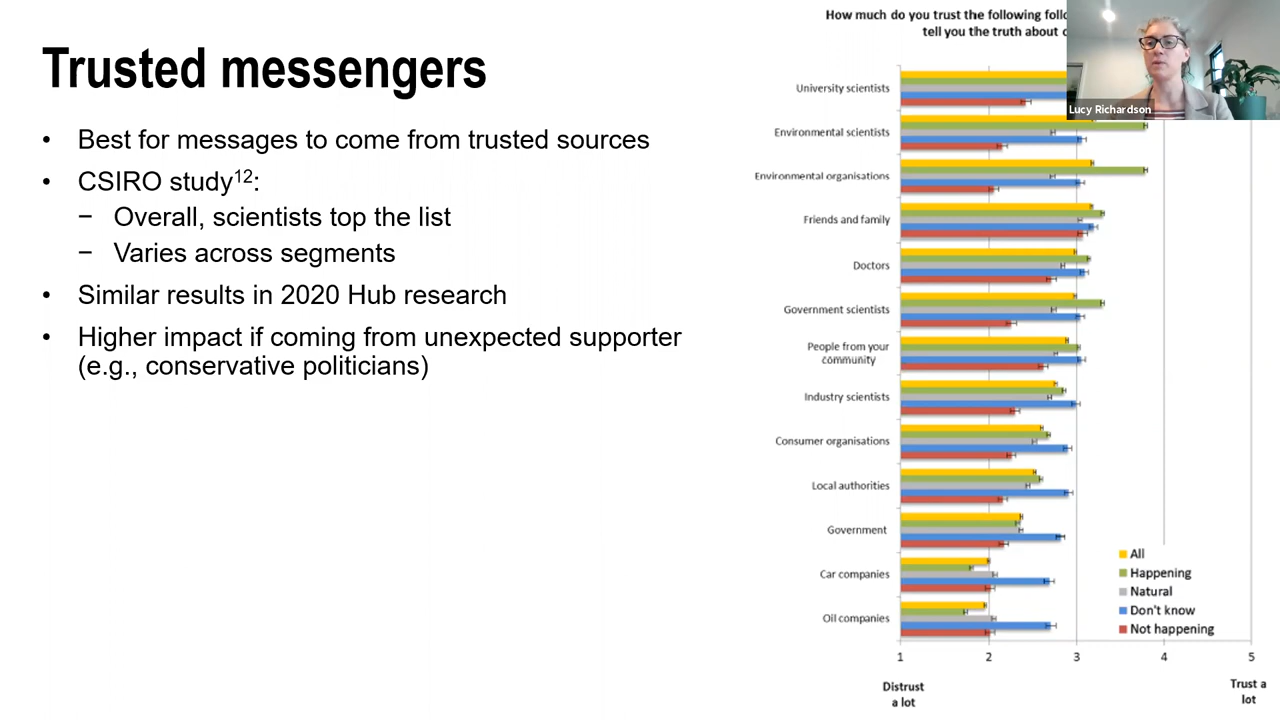 Trusted messengers
• Best for messages to come from trusted sources
• CSIRO study12:
– Overall, scientists top the list
– Varies across segments
• Similar results in 2020 Hub research
• Higher impact if coming from unexpected supporter
(e.g., conservative politicians)
How much do you trust the following
tell you the truth about
Lucy Richardson
University scientists
Environmental scientists
Environmental organisations
Friends and family
Doctors
Government scientists
People from your
community
Industry scientists
Consumer organisations
Local authorities
Government
Car companies
Oil companies
All
Happening
Natural
Don't know
Not happening
1 2 3 4 5
Distrust
a lot
Trust a
lot